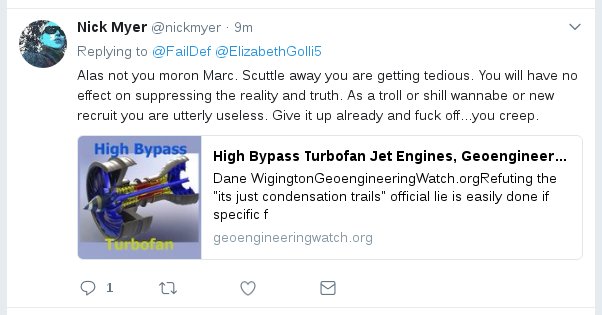 Nick Myer @nickmyer · 9m
Replying to @FailDef @ElizabethGolli5
Alas not you moron Marc. Scuttle away you are getting tedious. You will have no
effect on suppressing the reality and truth. As a troll or shill wannabe or new
recruit you are utterly useless. Give it up already and fuck off...you creep.
High Bypass
Turbofan
High Bypass Turbofan Jet Engines, Geoengineer...
Dane WigingtonGeoengineeringWatch.orgRefuting the
"its just condensation trails" official lie is easily done if
specific f
geoengineeringwatch.org
1